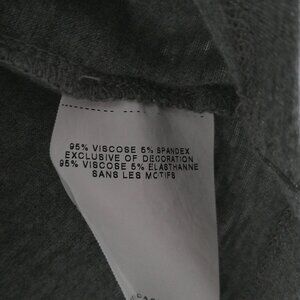 95% VISCOSE 5% SPANDEX
EXCLUSIVE OF DECORATION
95% VISCOSE 5% ELASTHANNE
SANS LES MOTIFS